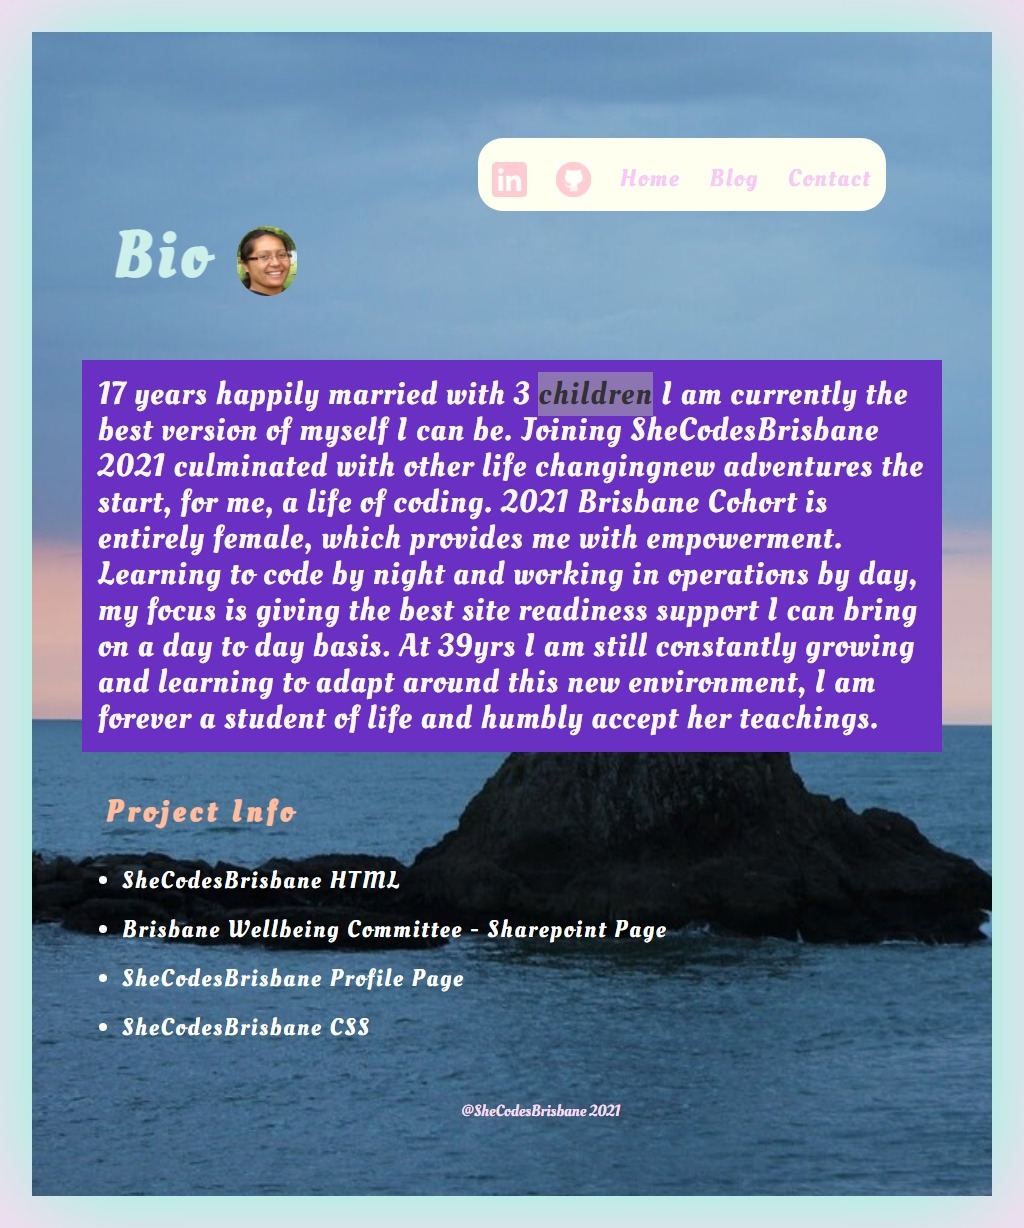 in Home Blog Contact
Bio
17 years happily married with 3 children I am currently the
best version of myself I can be. Joining SheCodesBrisbane
2021 culminated with other life changingnew adventures the
start, for me, a life of coding. 2021 Brisbane Cohort is
entirely female, which provides me with empowerment.
Learning to code by night and working in operations by day,
my focus is giving the best site readiness support I can bring
on a day to day basis. At 39yrs I am still constantly growing
and learning to adapt around this new environment, I am
forever a student of life and humbly accept her teachings.
Project Info
• SheCodesBrisbane HTML
• Brisbane Wellbeing Committee - Sharepoint Page
• SheCodesBrisbane Profile Page
• SheCodesBrisbane CSS
@SheCodesBrisbane 2021